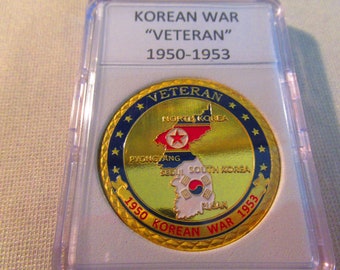 KOREAN WAR
"VETERAN"
1950-1953
VETERAN
NORTH KOREA
PYONGYANG
SEOUL SOUTH KOREA
1950 KOREAN WAR 1953